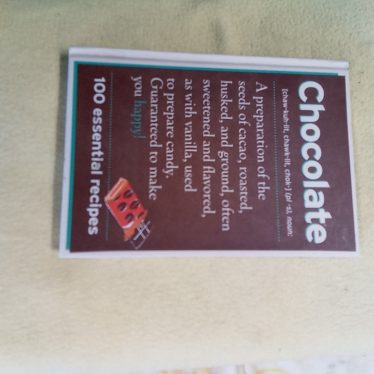 Chocolate
[chaw-kuh-lit, chawk-lit, chok-] (pl -s), noun:
A preparation of the
seeds of cacao, roasted,
husked, and ground, often
sweetened and flavored,
as with vanilla, used
to prepare candy.
Guaranteed to make
you happy!
100 essential recipes